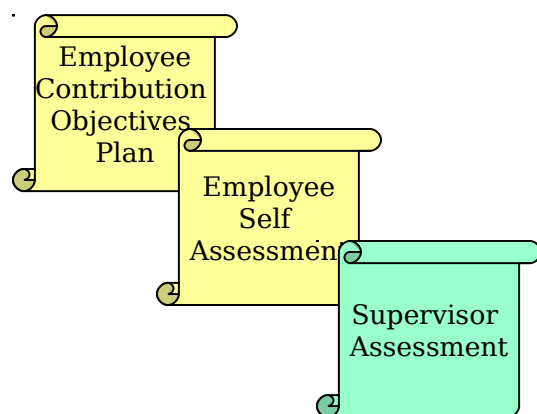 Employee
Contribution
Objectives
Plan
Employee
Self
Assessment
Supervisor
Assessment